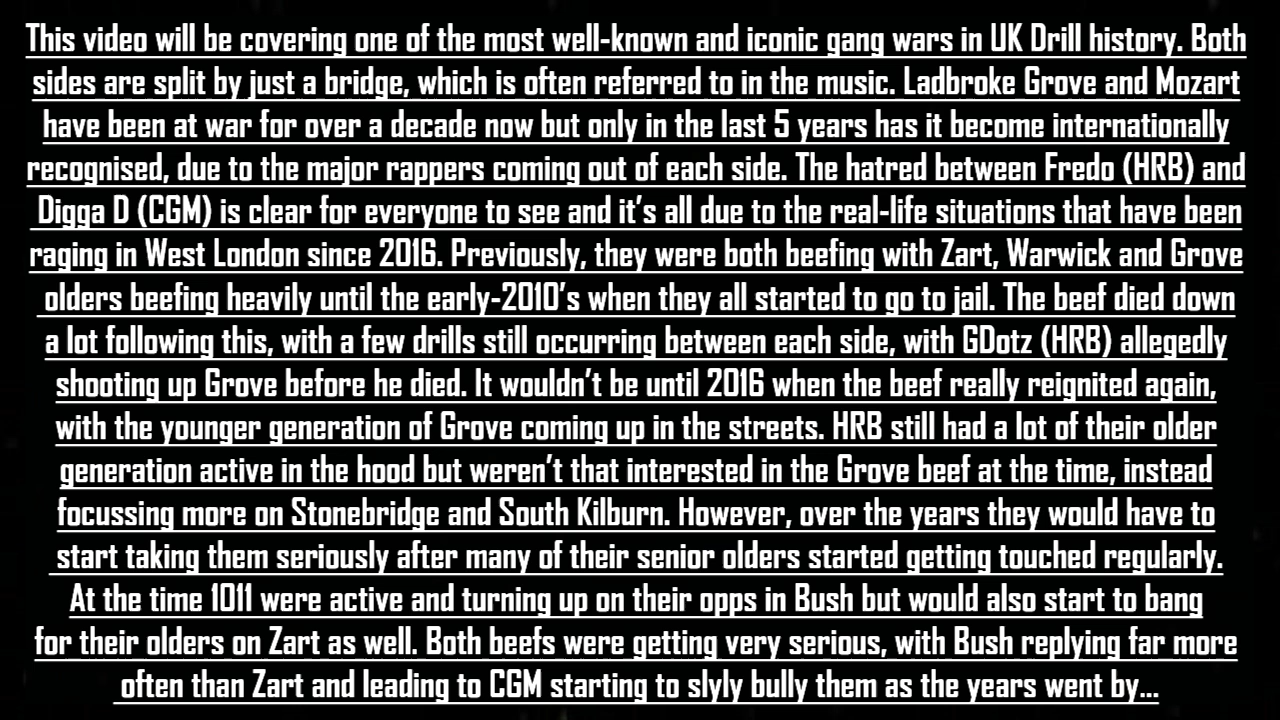 This video will be covering one of the most well-known and iconic gang wars in UK Drill history. Both
sides are split by just a bridge, which is often referred to in the music. Ladbroke Grove and Mozart
have been at war for over a decade now but only in the last 5 years has it become internationally
recognised, due to the major rappers coming out of each side. The hatred between Fredo (HRB) and
Digga D (CGM) is clear for everyone to see and it's all due to the real-life situations that have been
raging in West London since 2016. Previously, they were both beefing with Zart, Warwick and Grove
olders beefing heavily until the early-2010's when they all started to go to jail. The beef died down
a lot following this, with a few drills still occurring between each side, with GDotz (HRB) allegedly
shooting up Grove before he died. It wouldn't be until 2016 when the beef really reignited again,
with the younger generation of Grove coming up in the streets. HRB still had a lot of their older
generation active in the hood but weren't that interested in the Grove beef at the time, instead
focussing more on Stonebridge and South Kilburn. However, over the years they would have to
start taking them seriously after many of their senior olders started getting touched regularly.
At the time 1011 were active and turning up on their opps in Bush but would also start to bang
for their olders on Zart as well. Both beefs were getting very serious, with Bush replying far more
often than Zart and leading to CGM starting to slyly bully them as the years went by...